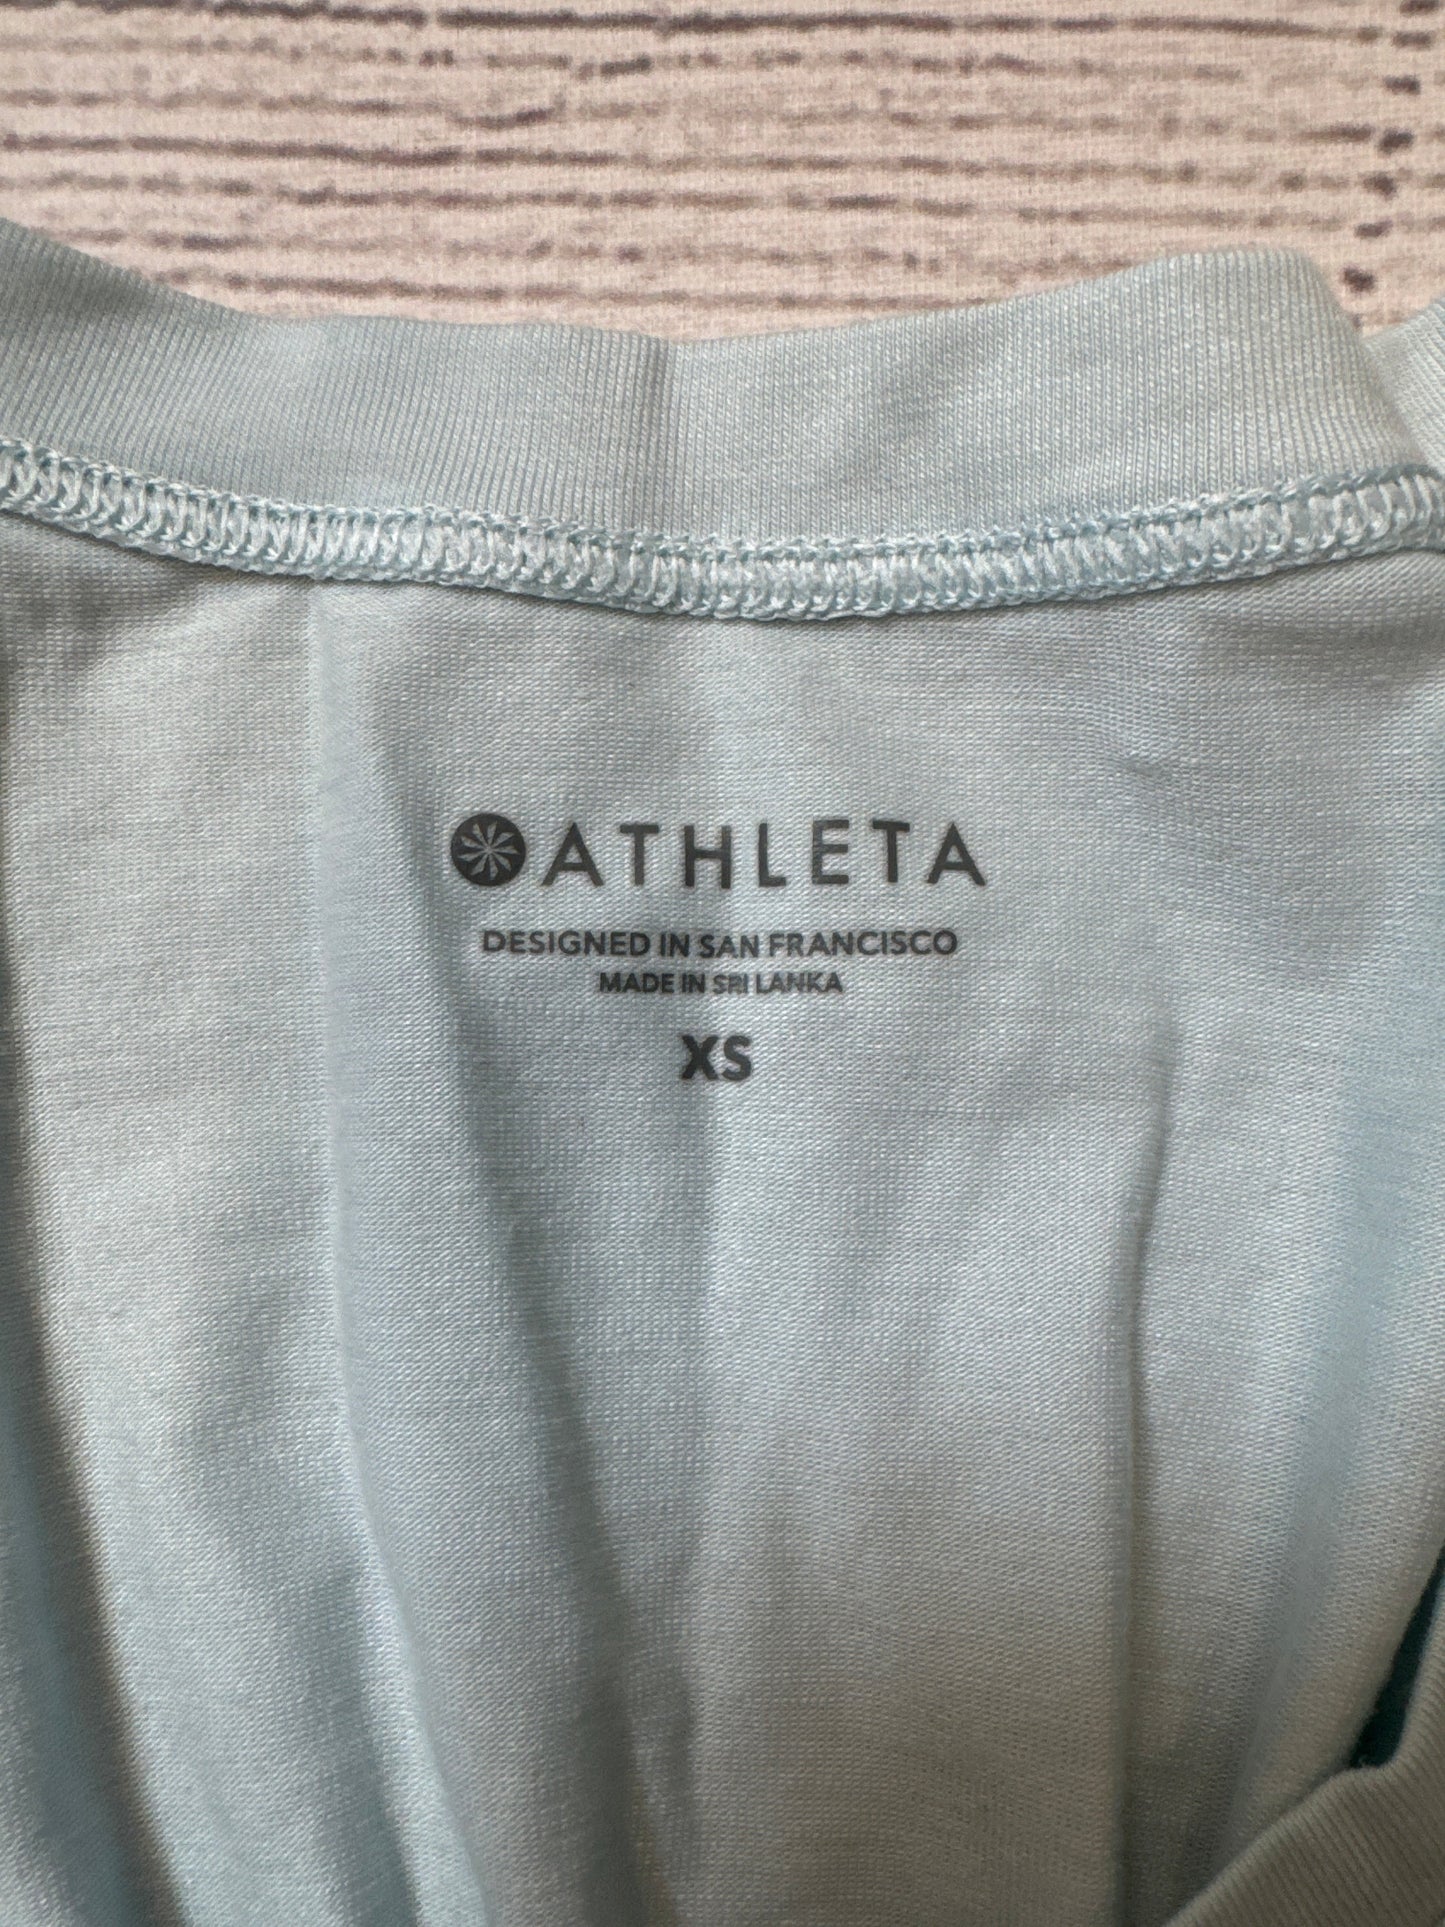 ATHLETA
DESIGNED IN SAN FRANCISCO
MADE IN SRI LANKA
XS